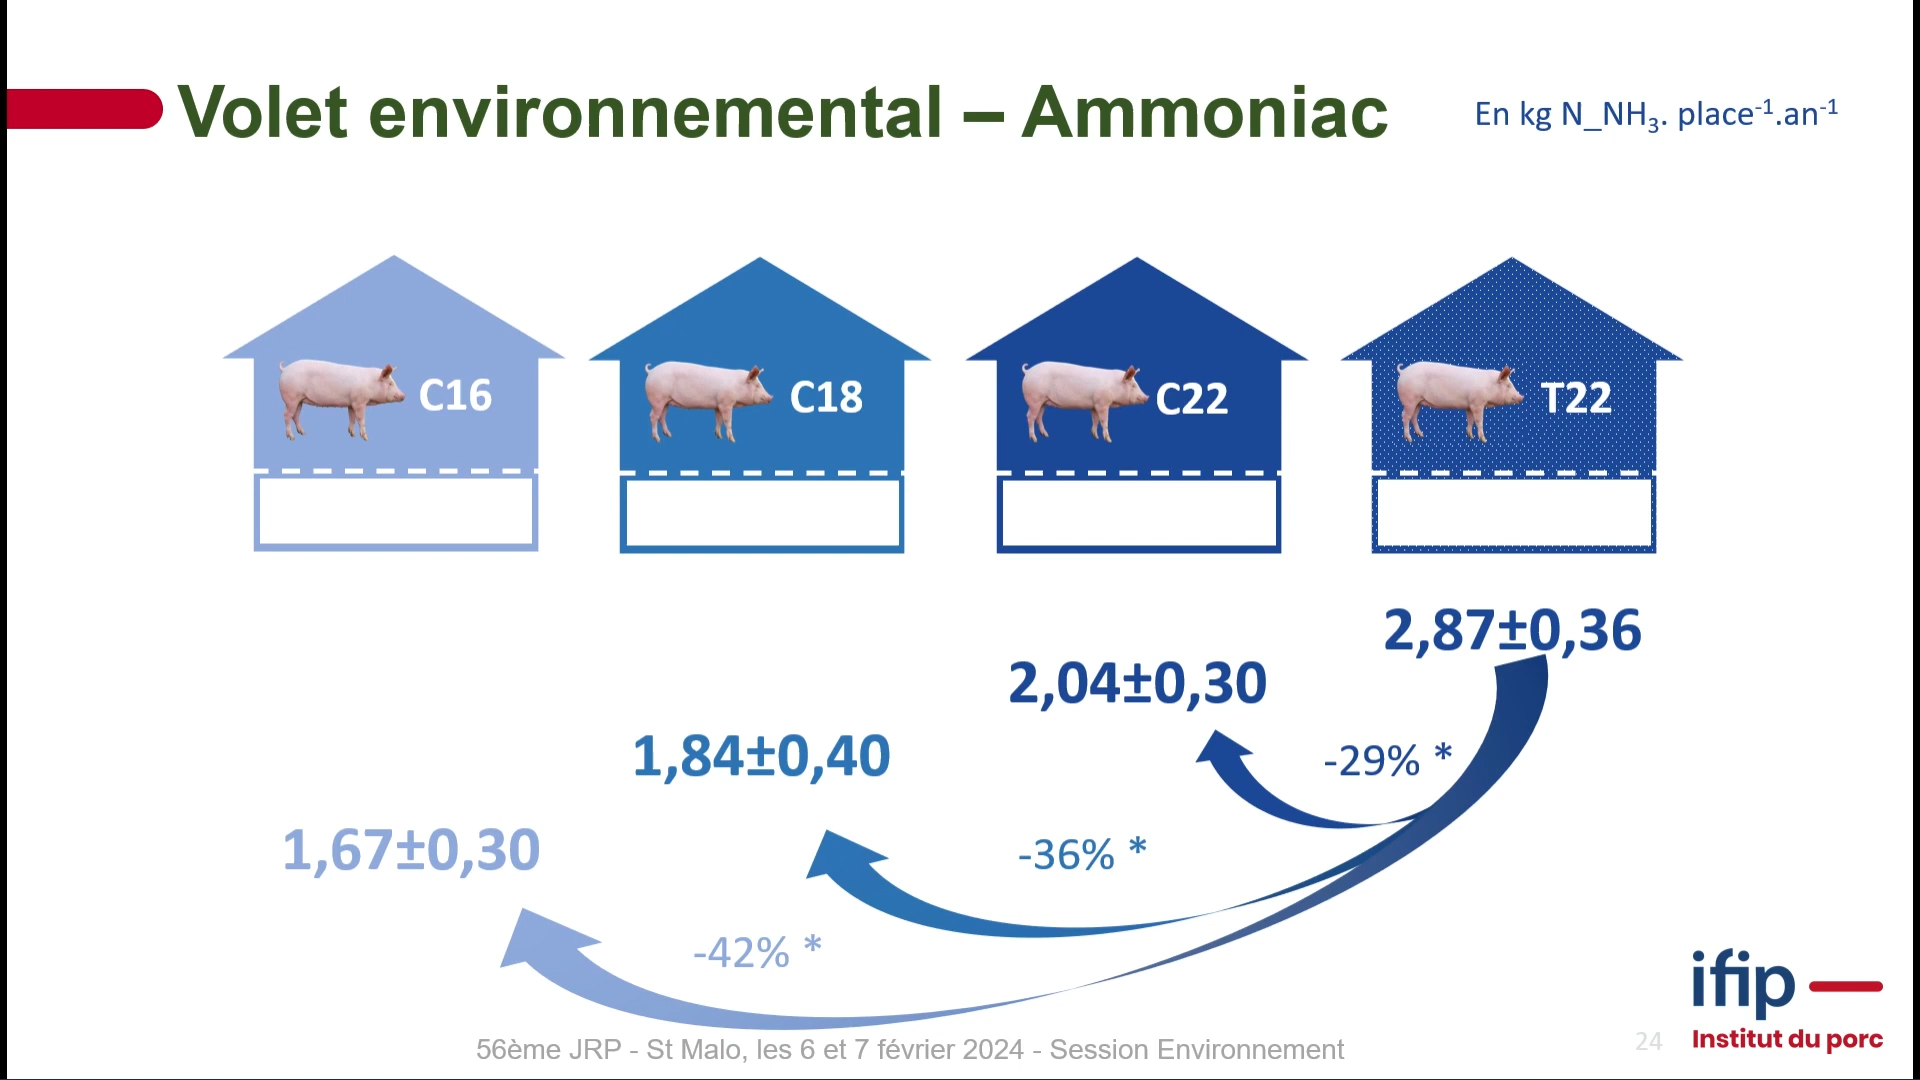 Volet environnemental – Ammoniac
En kg N_NH₃. place⁻¹.an⁻¹
C16
C18
C22
T22
2,87±0,36
2,04±0,30
1,84±0,40
1,67±0,30
-29% *
-36% *
-42% *
ifip
Institut du porc
56ème JRP - St Malo, les 6 et 7 février 2024 - Session Environnement
24